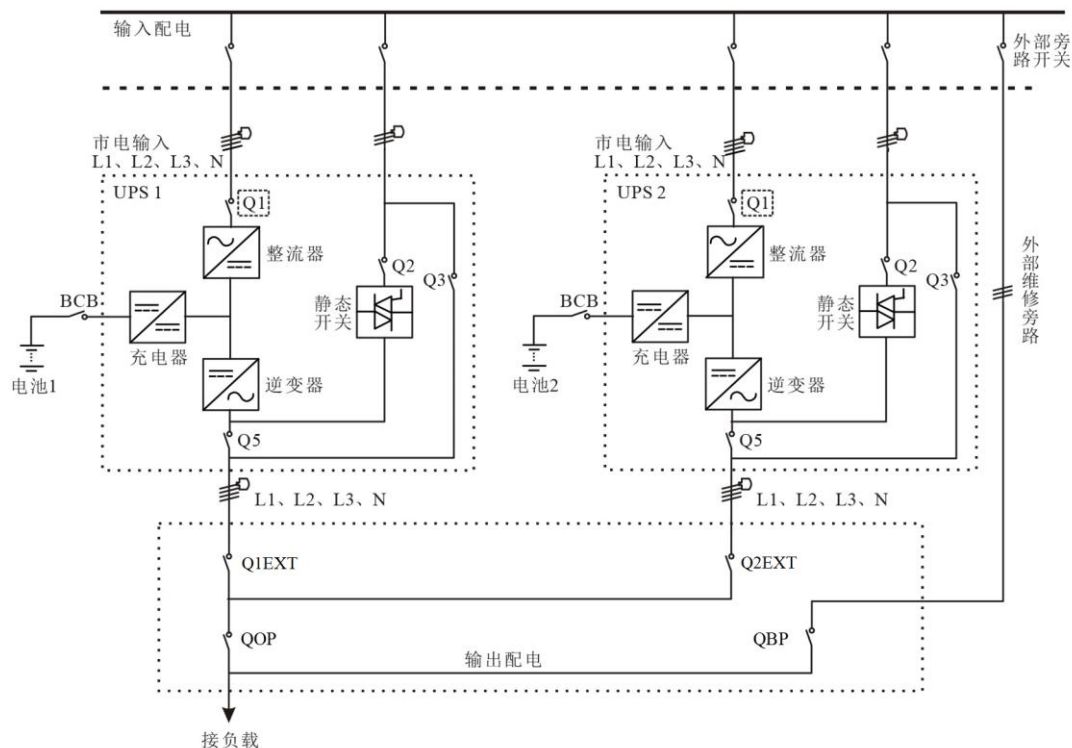 输入配电
外部旁
路开关
市电输入
L1、L2、L3、N
市电输入
L1、L2、L3、N
UPS 1
Q1
整流器
Q2
Q3
BCB
静态
开关
充电器
电池1
逆变器
Q5
UPS 2
Q1
整流器
Q2
Q3
BCB
静态
开关
充电器
电池2
逆变器
Q5
外部维修旁路
L1、L2、L3、N
L1、L2、L3、N
Q1EXT
Q2EXT
QOP
QBP
输出配电
接负载